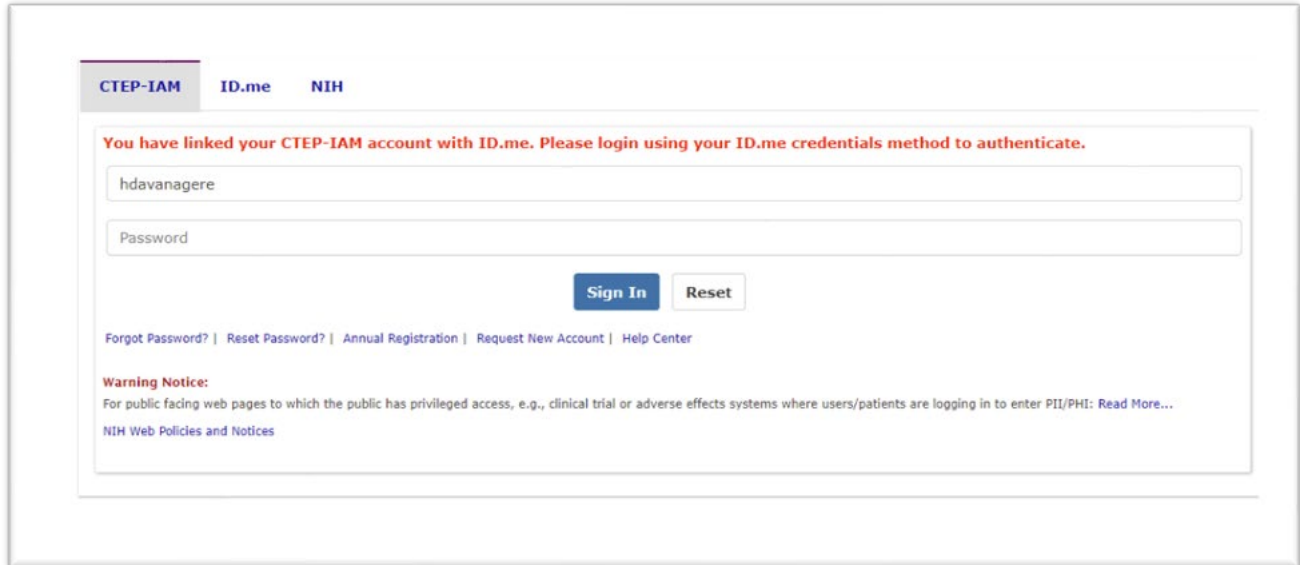 CTEP-IAM ID.me NIH
You have linked your CTEP-IAM account with ID.me. Please login using your ID.me credentials method to authenticate.
hdavanagere
Password
Sign In Reset
Forgot Password? | Reset Password? | Annual Registration | Request New Account | Help Center
Warning Notice:
For public facing web pages to which the public has privileged access, e.g., clinical trial or adverse effects systems where users/patients are logging in to enter PII/PHI: Read More...
NIH Web Policies and Notices